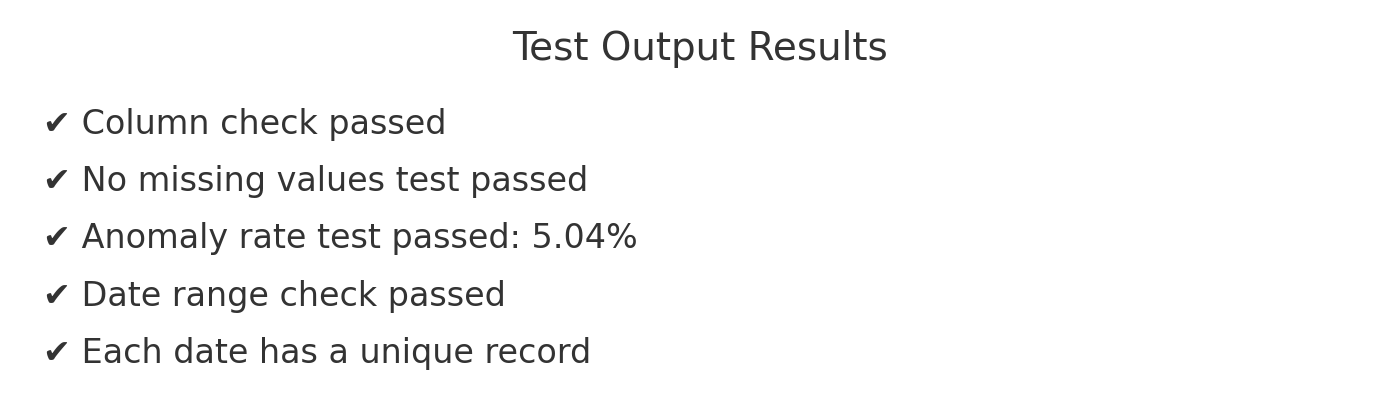 Test Output Results
✔ Column check passed
✔ No missing values test passed
✔ Anomaly rate test passed: 5.04%
✔ Date range check passed
✔ Each date has a unique record